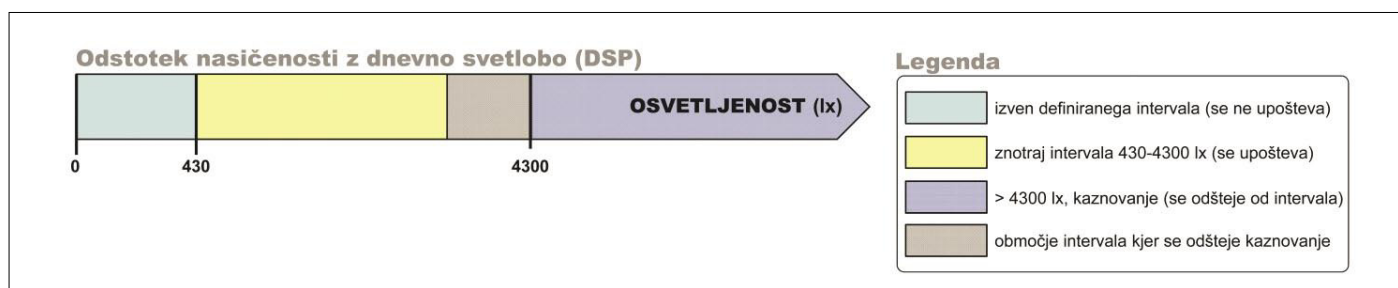 Odstotek nasičenosti z dnevno svetlobo (DSP)
OSVETLJENOST (lx)
0
430
4300
Legenda
izven definiranega intervala (se ne upošteva)
znotraj intervala 430-4300 lx (se upošteva)
> 4300 lx, kaznovanje (se odšteje od intervala)
območje intervala kjer se odšteje kaznovanje